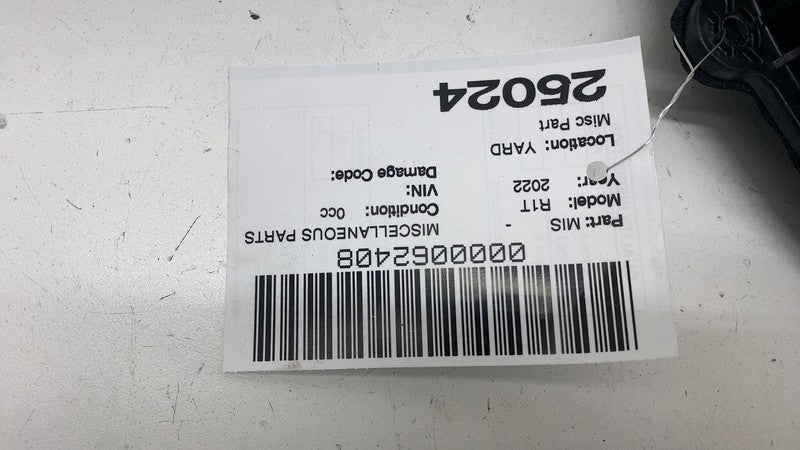 0000062408
Part: MIS - MISCELLANEOUS PARTS
Model: R1T Condition: 0cc
Year: 2022 VIN:
Damage Code:
Location: YARD
Misc Part
25024